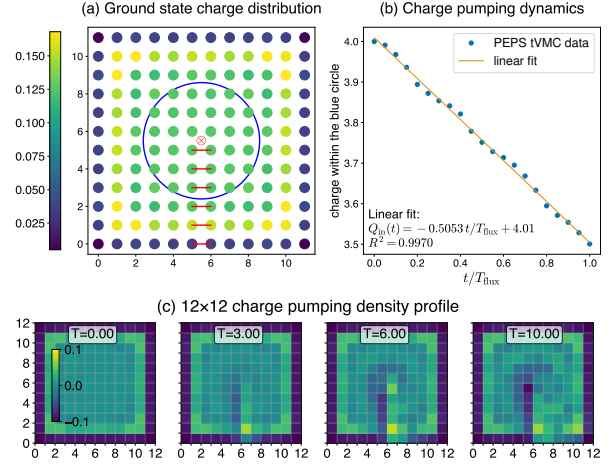 (a) Ground state charge distribution
0.150
0.125
0.100
0.075
0.050
0.025
10
8
6
4
2
0
0 2 4 6 8 10
(b) Charge pumping dynamics
charge within the blue circle
4.0
3.9
3.8
3.7
3.6
3.5
PEPS tVMC data
linear fit
Linear fit:
Q_in(t) = − 0.5053 t/T_flux + 4.01
R² = 0.9970
0.0 0.2 0.4 0.6 0.8 1.0
t/T_flux
(c) 12×12 charge pumping density profile
T=0.00 T=3.00 T=6.00 T=10.00
12
10
8
6
4
2
0
0.1
0.0
−0.1
0 2 4 6 8 10 12 0 2 4 6 8 10 12 0 2 4 6 8 10 12 0 2 4 6 8 10 12